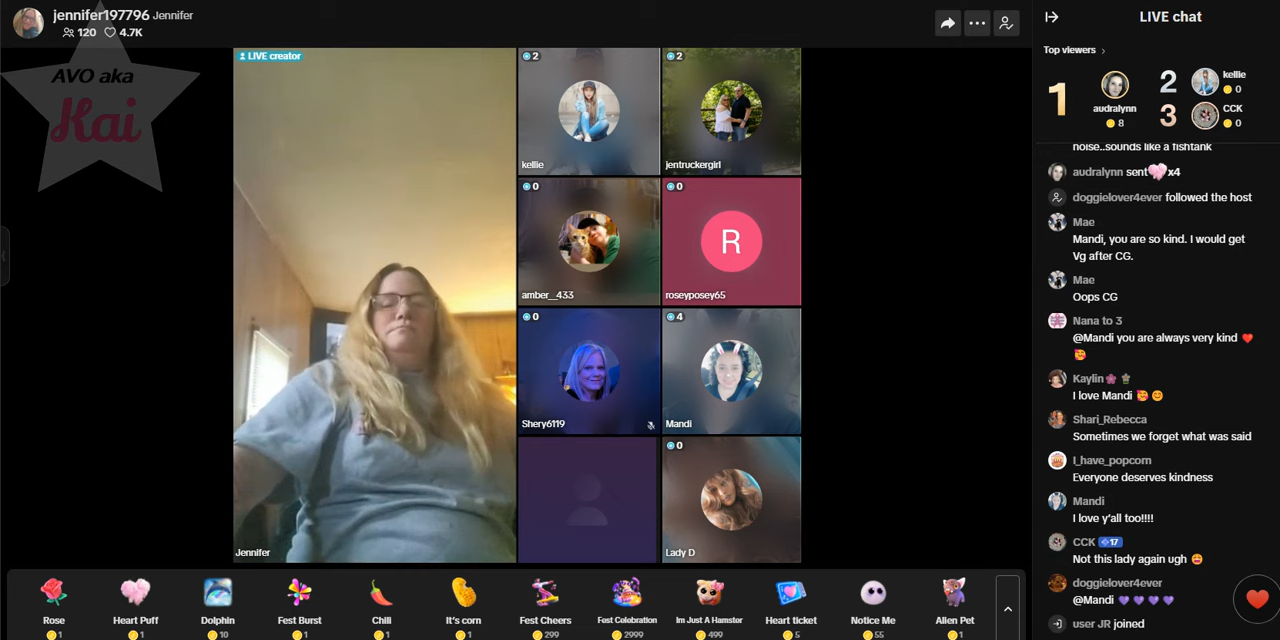 jennifer197796 Jennifer
120 4.7K
AVO aka
Kai
LIVE creator
Jennifer
2
kellie
2
jentruckergirl
0
amber_433
0
R
roseyposey65
0
Shery6119
4
Mandi
0
Lady D
Rose
1
Heart Puff
1
Dolphin
10
Fest Burst
1
Chili
1
It's corn
1
Fest Cheers
299
Fest Celebration
2999
Im Just A Hamster
499
Heart ticket
5
Notice Me
55
Allen Pet
1
LIVE chat
Top viewers
1
audralynn
8
2
kellie
0
3
CCK
0
noise..sounds like a fishtank
audralynn sent x4
doggielover4ever followed the host
Mae
Mandi, you are so kind. I would get
Vg after CG.
Mae
Oops CG
Nana to 3
@Mandi you are always very kind ❤️
🥰
Kaylin🌸
I love Mandi 🥰 😊
Shari_Rebecca
Sometimes we forget what was said
I_have_popcorn
Everyone deserves kindness
Mandi
I love y'all too!!!!
CCK 17
Not this lady again ugh 🤩
doggielover4ever
@Mandi 💜 💜 💜 💜
user JR joined